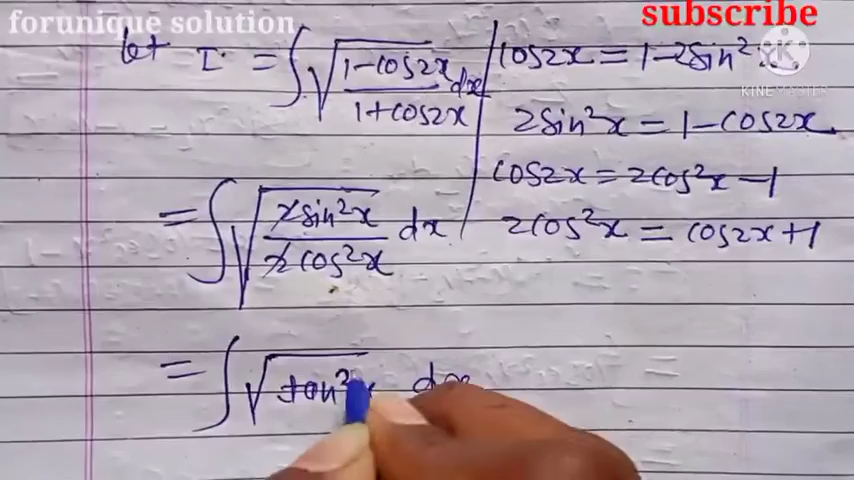 forunique solution
subscribe
KINEMASTER
let I = ∫ √(1-cos2x / 1+cos2x) dx
= ∫ √(2sin²x / 2cos²x) dx
= ∫ √tan²x dx
cos2x = 1-2sin²x
2sin²x = 1-cos2x.
cos2x = 2cos²x-1
2cos²x = cos2x+1